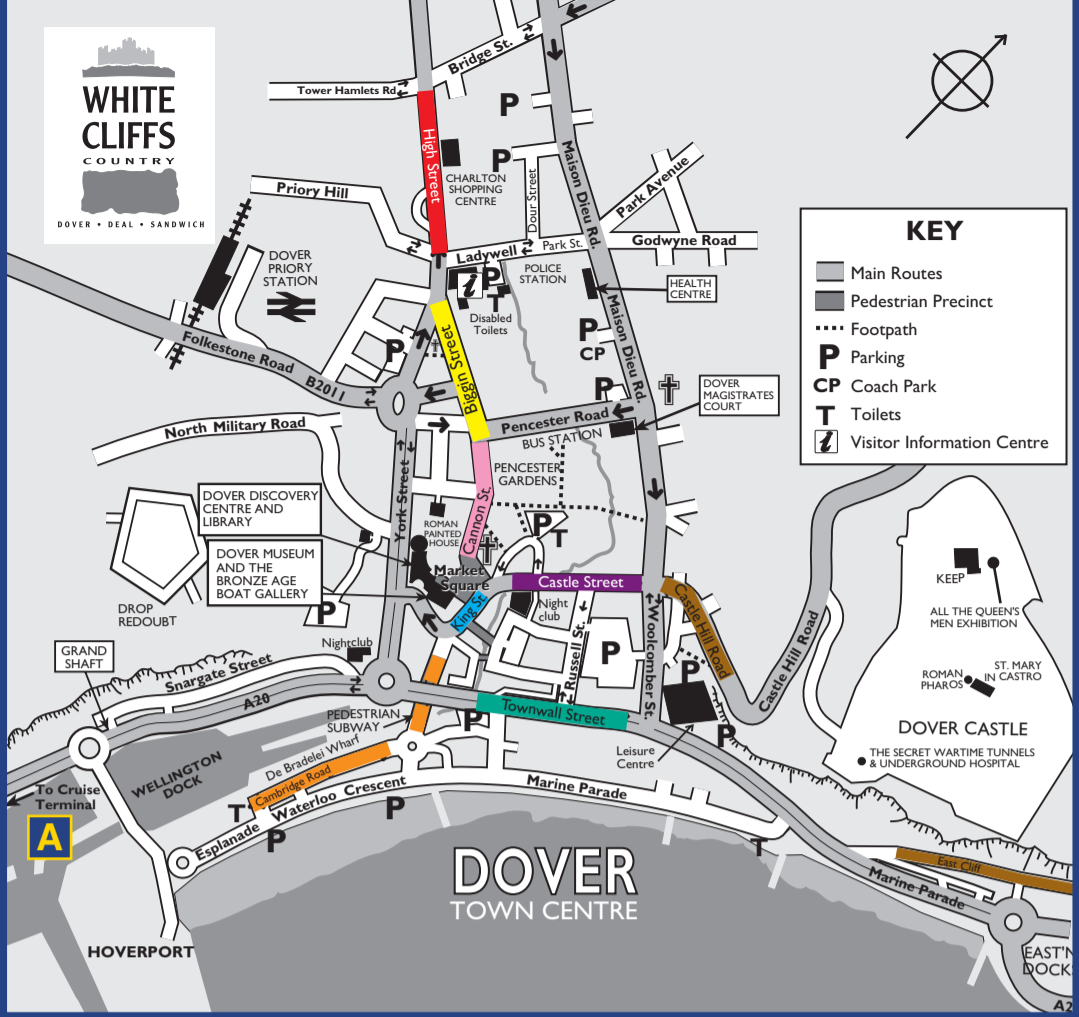 WHITE
CLIFFS
COUNTRY
DOVER • DEAL • SANDWICH
Bridge St.
Tower Hamlets Rd.
High Street
P
P
CHARLTON
SHOPPING
CENTRE
Dour Street
Maison Dieu Rd.
Park Avenue
Priory Hill
Ladywell
Park St.
Godwyne Road
DOVER
PRIORY
STATION
P
i
T
Disabled
Toilets
POLICE
STATION
HEALTH
CENTRE
Maison Dieu Rd.
P
CP
P
P
Folkestone Road
B2011
Biggin Street
Pencester Road
BUS STATION
DOVER
MAGISTRATES
COURT
KEY
Main Routes
Pedestrian Precinct
Footpath
P Parking
CP Coach Park
T Toilets
i Visitor Information Centre
North Military Road
York Street
PENCESTER
GARDENS
Cannon St.
DOVER DISCOVERY
CENTRE AND
LIBRARY
ROMAN
PAINTED
HOUSE
P
T
DOVER MUSEUM
AND THE
BRONZE AGE
BOAT GALLERY
Market
Square
Castle Street
King St.
Night
club
DROP
REDOUBT
P
Russell St.
P
Woolcomber St.
Castle Hill Road
P
Castle Hill Road
KEEP
ALL THE QUEEN'S
MEN EXHIBITION
ROMAN
PHAROS
ST. MARY
IN CASTRO
DOVER CASTLE
THE SECRET WARTIME TUNNELS
& UNDERGROUND HOSPITAL
GRAND
SHAFT
Nightclub
Snargate Street
A20
PEDESTRIAN
SUBWAY
P
Townwall Street
Leisure
Centre
P
WELLINGTON
DOCK
De Bradelei Wharf
Cambridge Road
To Cruise
Terminal
A
T
Esplanade
Waterloo Crescent
P
P
Marine Parade
T
East Cliff
Marine Parade
DOVER
TOWN CENTRE
HOVERPORT
EAST'N
DOCK
A2